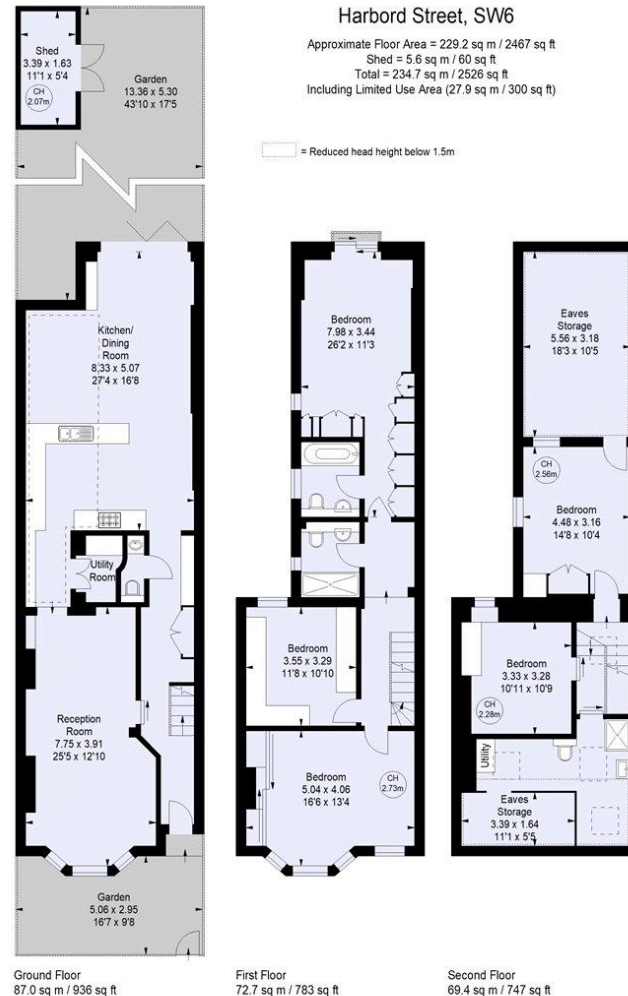 Harbord Street, SW6
Approximate Floor Area = 229.2 sq m / 2467 sq ft
Shed = 5.6 sq m / 60 sq ft
Total = 234.7 sq m / 2526 sq ft
Including Limited Use Area (27.9 sq m / 300 sq ft)
= Reduced head height below 1.5m
Shed
3.39 x 1.63
11'1 x 5'4
CH
2.07m
Garden
13.36 x 5.30
43'10 x 17'5
Kitchen/
Dining
Room
8.33 x 5.07
27'4 x 16'8
Utility
Room
Reception
Room
7.75 x 3.91
25'5 x 12'10
Garden
5.06 x 2.95
16'7 x 9'8
Ground Floor
87.0 sq m / 936 sq ft
Bedroom
7.98 x 3.44
26'2 x 11'3
Bedroom
3.55 x 3.29
11'8 x 10'10
Bedroom
5.04 x 4.06
16'6 x 13'4
CH
2.73m
First Floor
72.7 sq m / 783 sq ft
Eaves
Storage
5.56 x 3.18
18'3 x 10'5
CH
2.56m
Bedroom
4.48 x 3.16
14'8 x 10'4
Bedroom
3.33 x 3.28
10'11 x 10'9
CH
2.28m
Utility
Eaves
Storage
3.39 x 1.64
11'1 x 5'5
Second Floor
69.4 sq m / 747 sq ft